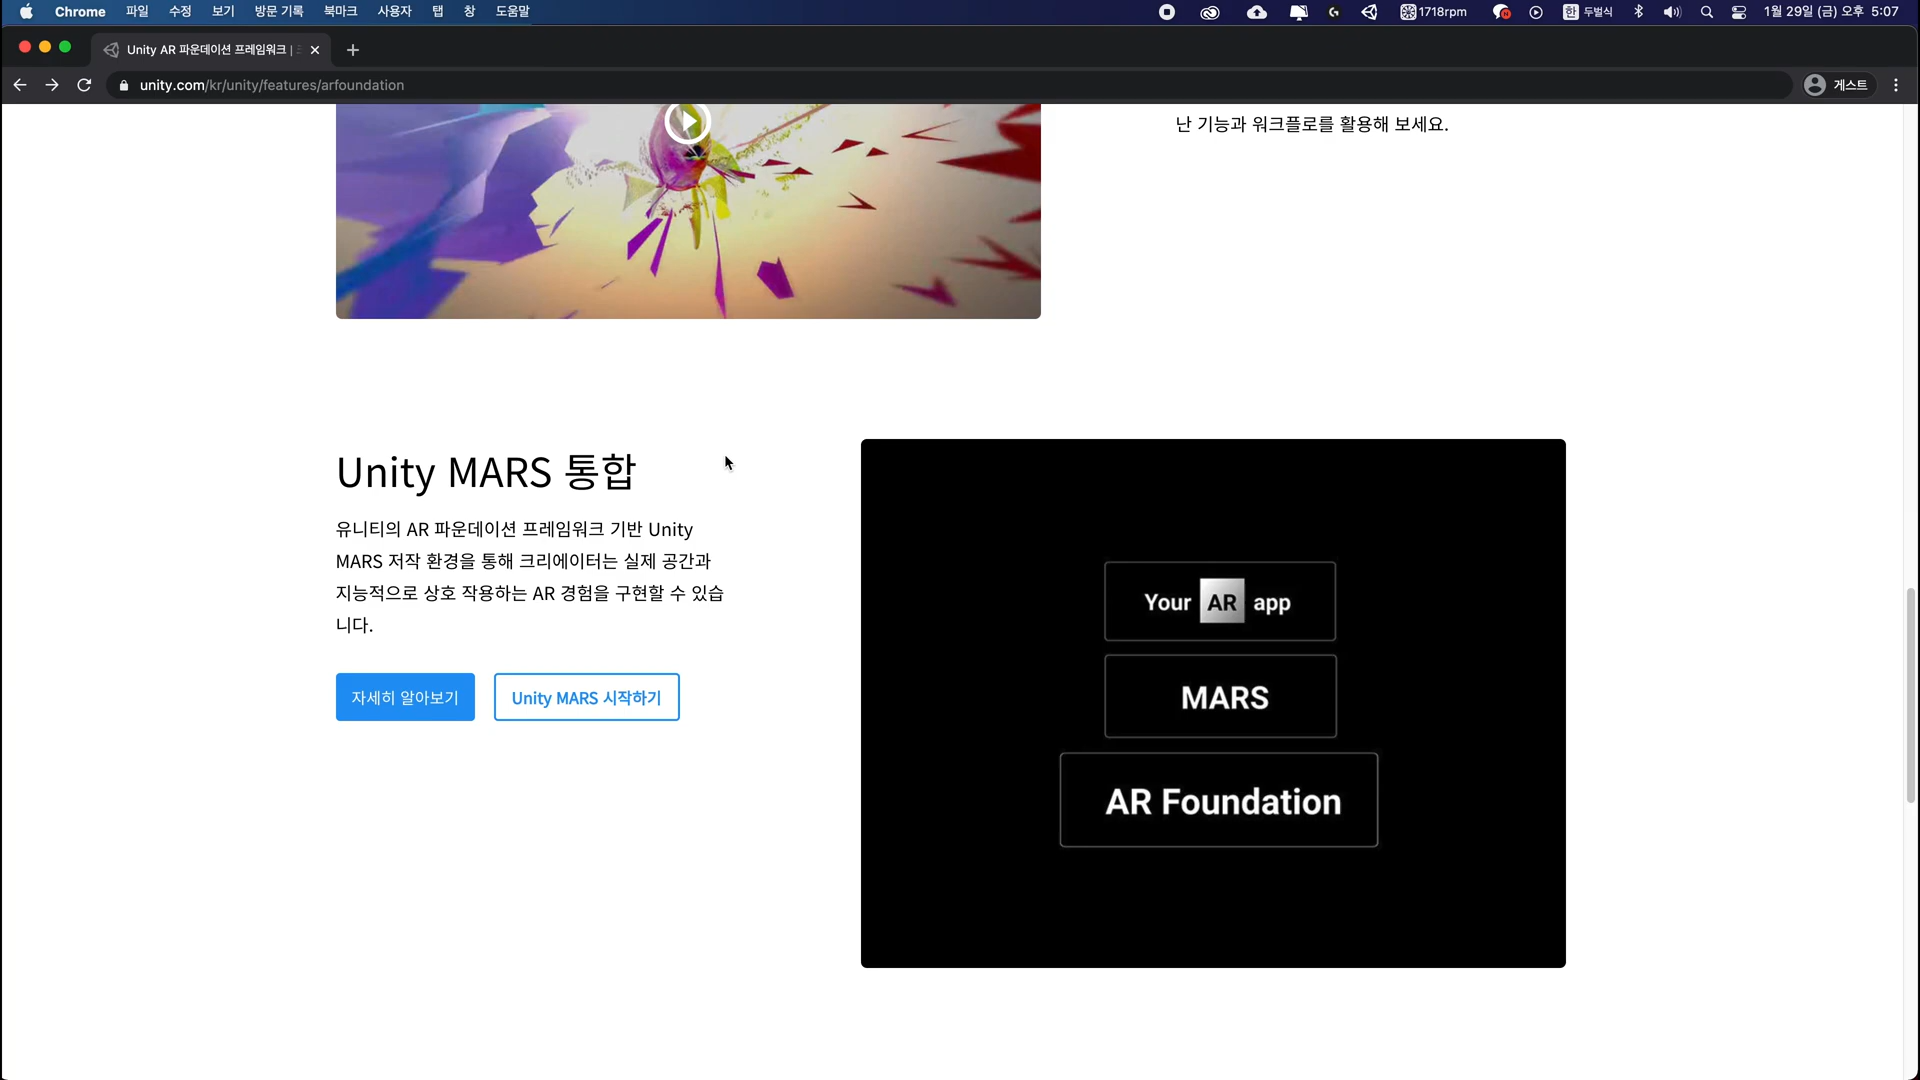 Chrome 파일 수정 보기 방문 기록 북마크 사용자 탭 창 도움말 1718rpm 한 두벌식 1월 29일 (금) 오후 5:07
Unity AR 파운데이션 프레임워크 |
unity.com/kr/unity/features/arfoundation 게스트
난 기능과 워크플로를 활용해 보세요.
Unity MARS 통합
유니티의 AR 파운데이션 프레임워크 기반 Unity
MARS 저작 환경을 통해 크리에이터는 실제 공간과
지능적으로 상호 작용하는 AR 경험을 구현할 수 있습
니다.
자세히 알아보기 Unity MARS 시작하기
Your AR app
MARS
AR Foundation